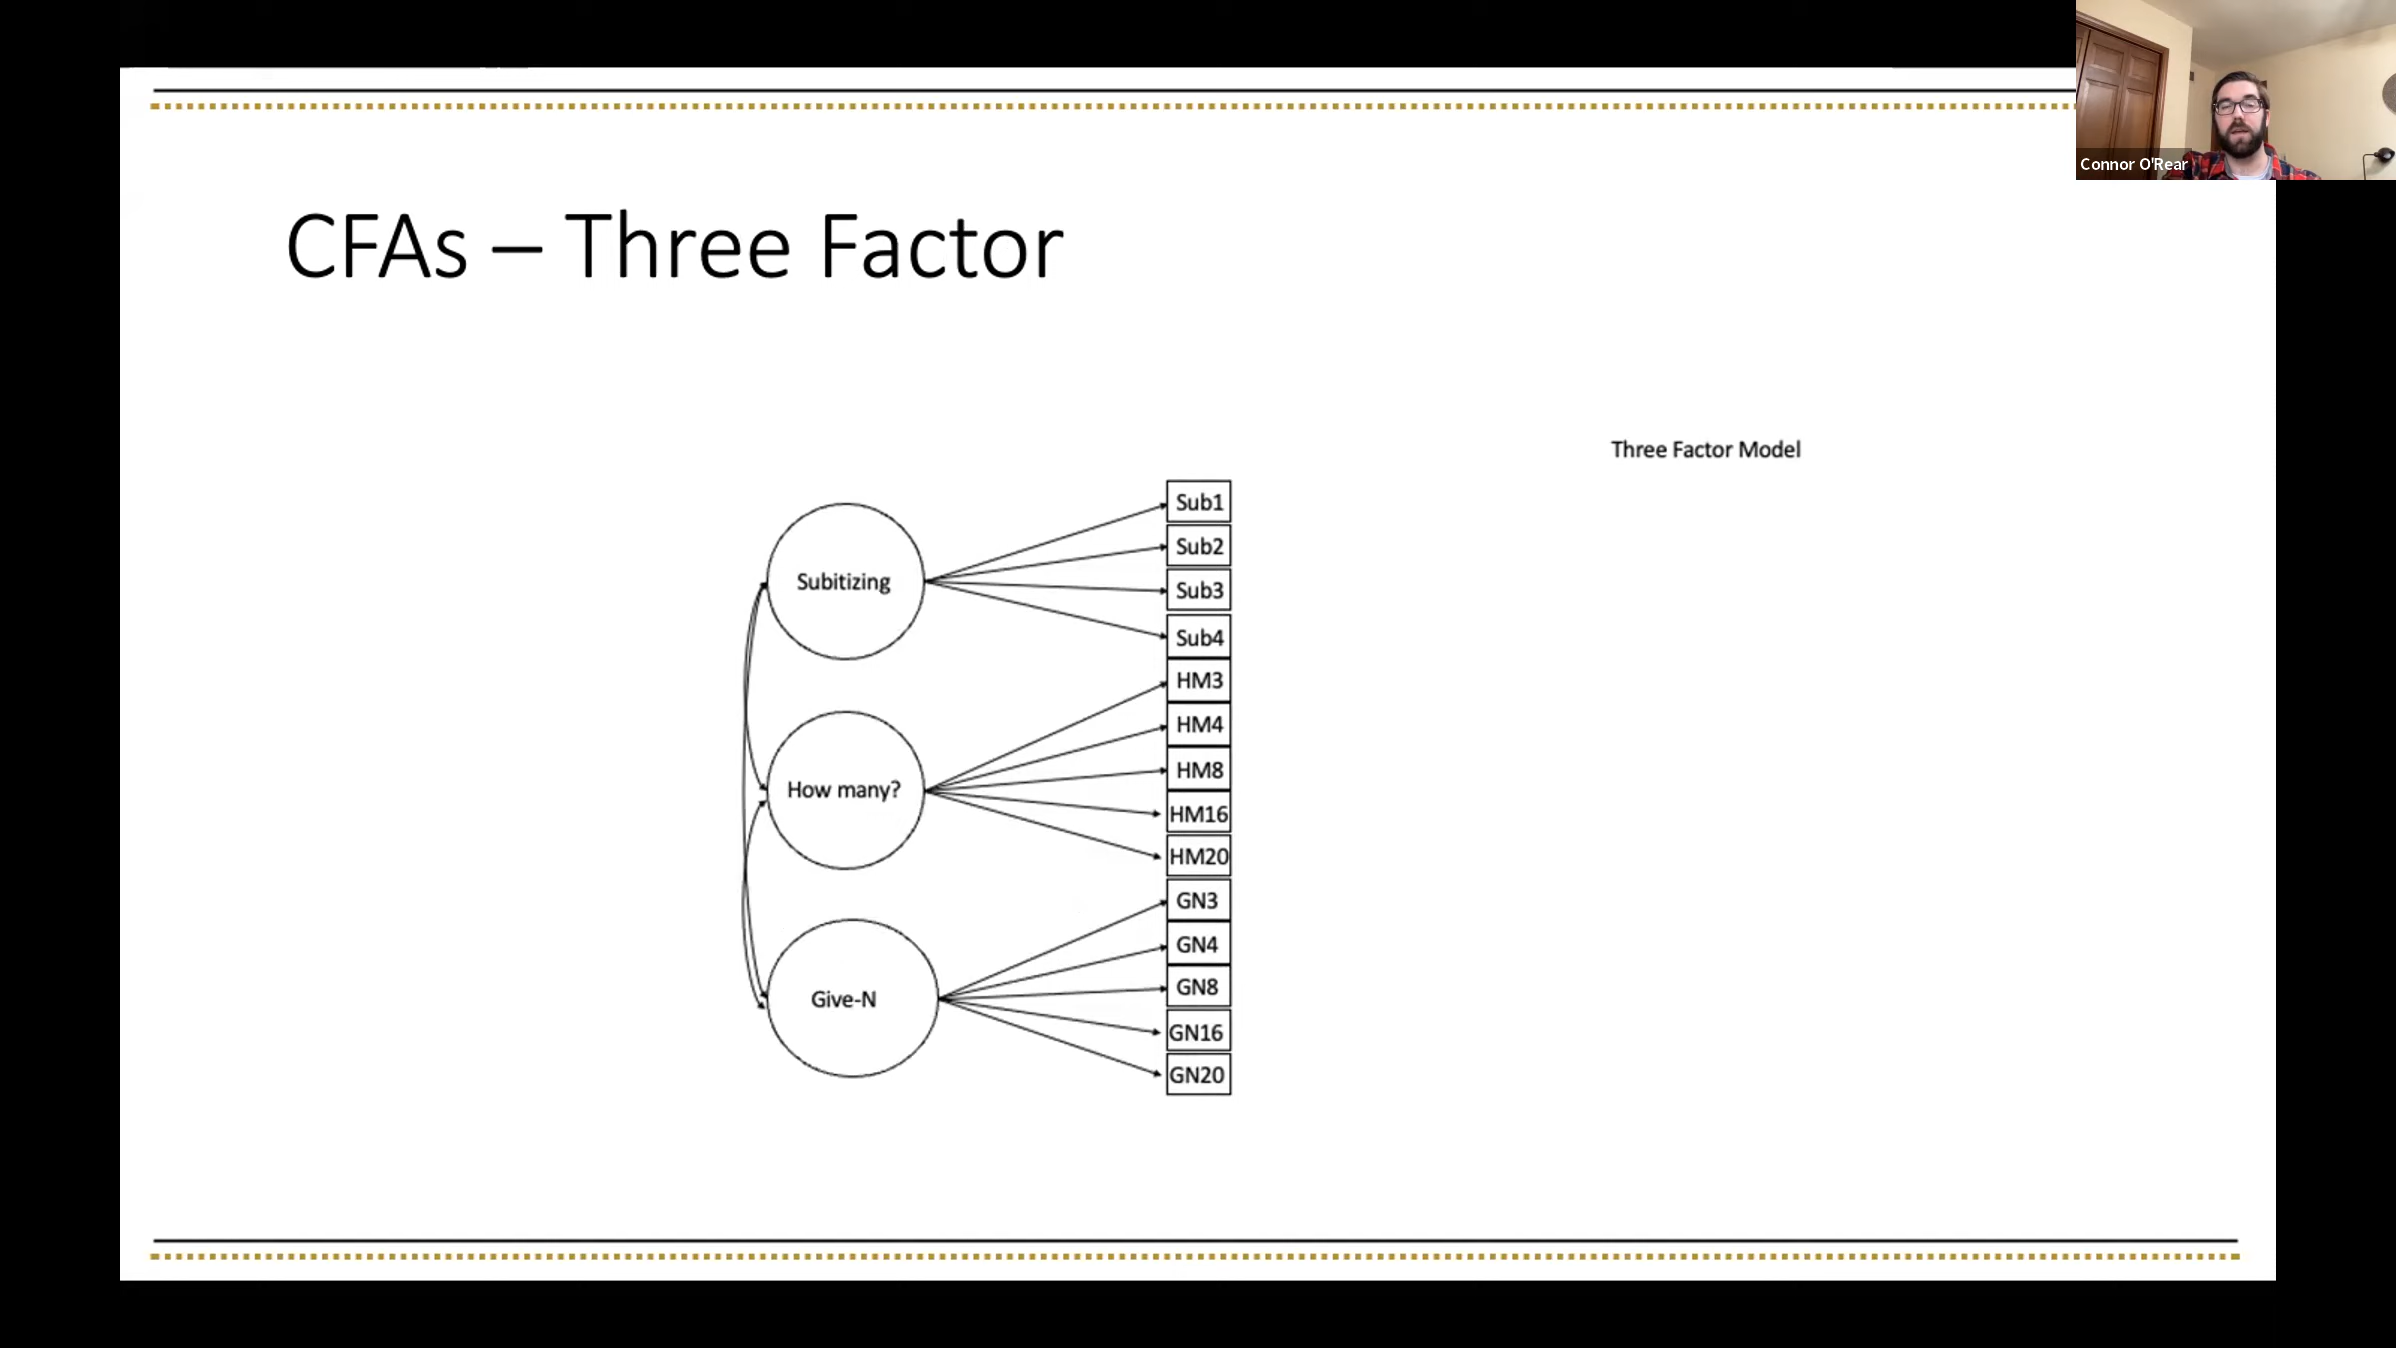 Connor O'Rear
CFAs – Three Factor
Three Factor Model
Subitizing
How many?
Give-N
Sub1
Sub2
Sub3
Sub4
HM3
HM4
HM8
HM16
HM20
GN3
GN4
GN8
GN16
GN20